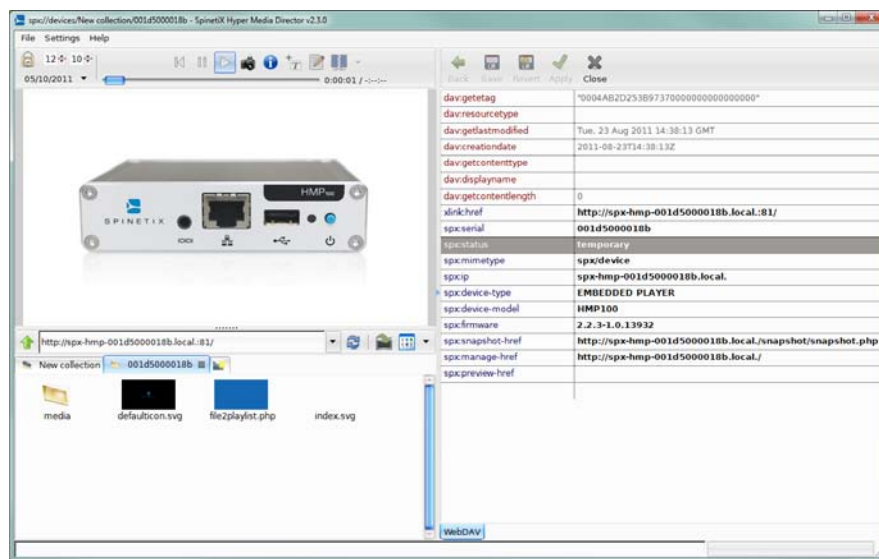 spx://devices/New collection/001d5000018b - SpinetiX Hyper Media Director v2.3.0
File Settings Help
12 10
05/10/2011
0:00:01 / -:--:--
Back Save Revert Apply Close
HMP100
SPINETIX
http://spx-hmp-001d5000018b.local.:81/
New collection 001d5000018b
media defaulticon.svg file2playlist.php index.svg
dav:getetag "0004AB2D253B97370000000000000000"
dav:resourcetype
dav:getlastmodified Tue, 23 Aug 2011 14:38:13 GMT
dav:creationdate 2011-08-23T14:38:13Z
dav:getcontenttype
dav:displayname
dav:getcontentlength 0
xlink:href http://spx-hmp-001d5000018b.local.:81/
spx:serial 001d5000018b
spx:status temporary
spx:mimetype spx/device
spx:ip spx-hmp-001d5000018b.local.
spx:device-type EMBEDDED PLAYER
spx:device-model HMP100
spx:firmware 2.2.3-1.0.13932
spx:snapshot-href http://spx-hmp-001d5000018b.local./snapshot/snapshot.php
spx:manage-href http://spx-hmp-001d5000018b.local./
spx:preview-href
WebDAV